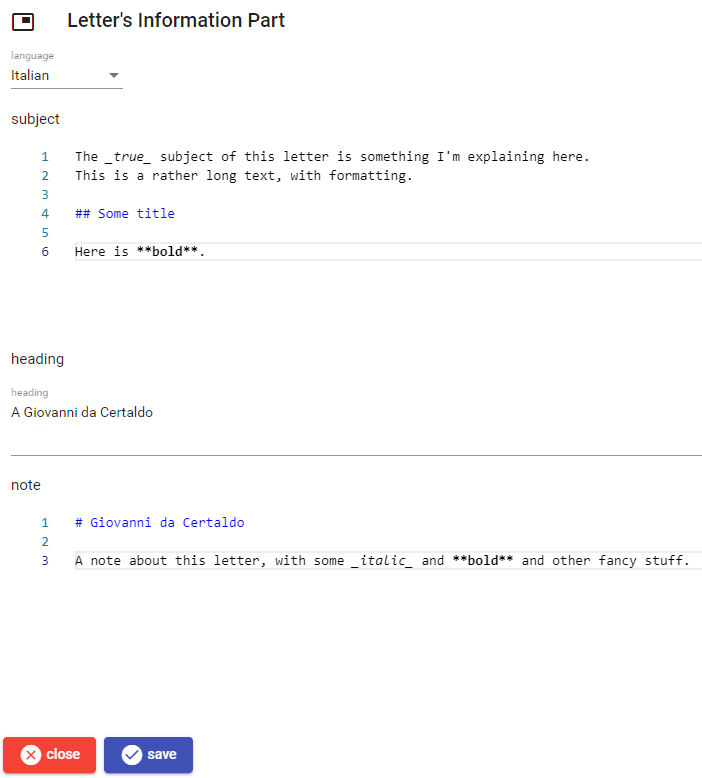 Letter's Information Part
language
Italian
subject
1 The _true_ subject of this letter is something I'm explaining here.
2 This is a rather long text, with formatting.
3
4 ## Some title
5
6 Here is **bold**.
heading
heading
A Giovanni da Certaldo
note
1 # Giovanni da Certaldo
2
3 A note about this letter, with some _italic_ and **bold** and other fancy stuff.
close save